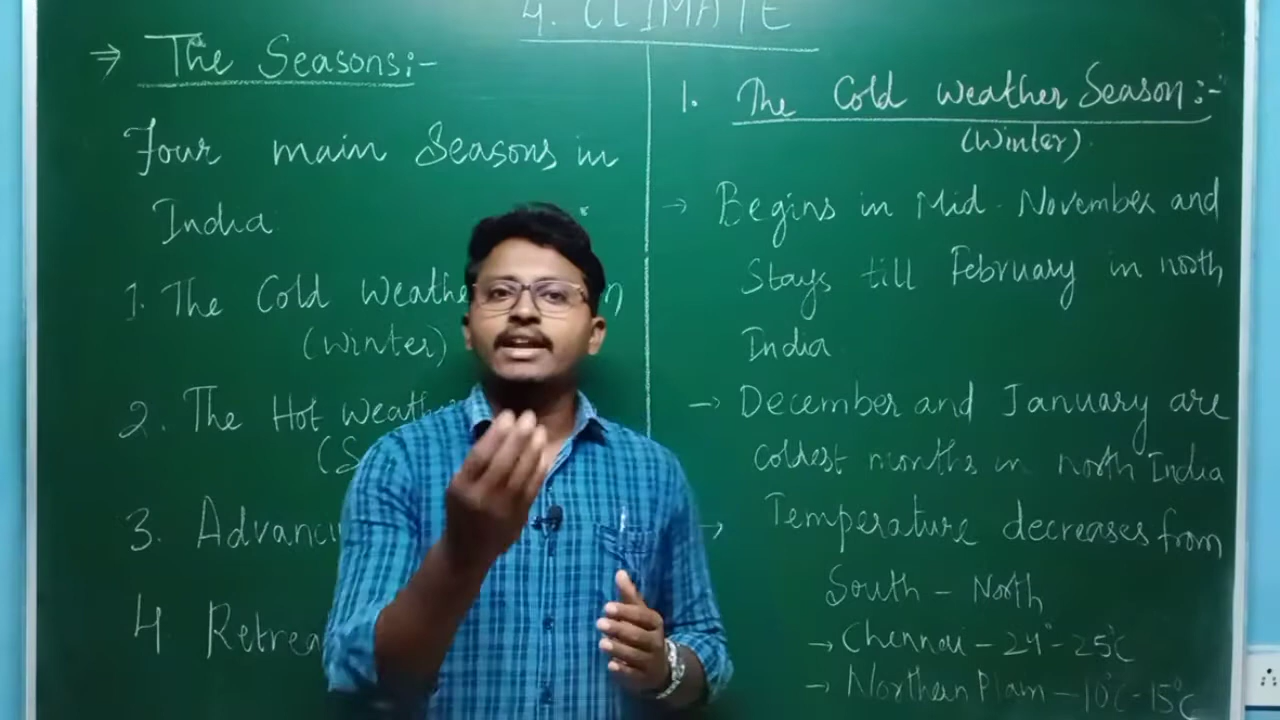 4. CLIMATE
⇒ The Seasons:-
Four main Seasons in
India
1. The Cold Weathe
(Winter)
2. The Hot Weath
(S
3. Advanci
4 Retrea
1. The Cold Weather Season:-
(Winter)
→ Begins in Mid-November and
Stays till February in north
India
→ December and January are
coldest months in north India
→ Temperature decreases from
South - North
→ Chennai - 24°-25°C
→ Northern Plain - 10°C-15°C